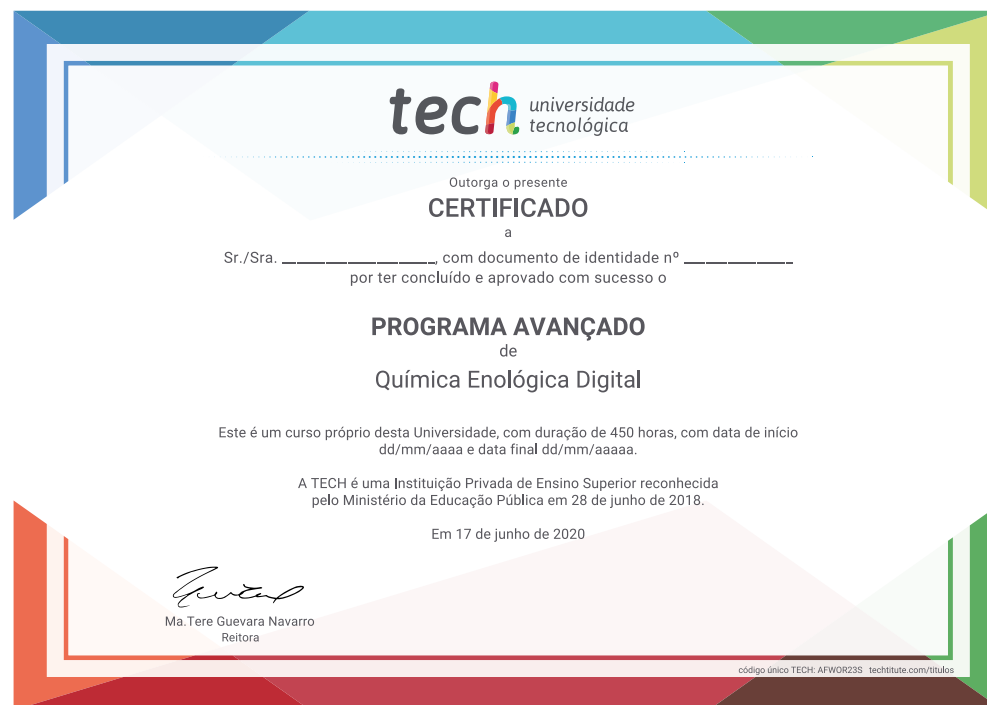 tech universidade
tecnológica
Outorga o presente
CERTIFICADO
a
Sr./Sra. ____________________, com documento de identidade nº ______________
por ter concluído e aprovado com sucesso o
PROGRAMA AVANÇADO
de
Química Enológica Digital
Este é um curso próprio desta Universidade, com duração de 450 horas, com data de início
dd/mm/aaaa e data final dd/mm/aaaaa.
A TECH é uma Instituição Privada de Ensino Superior reconhecida
pelo Ministério da Educação Pública em 28 de junho de 2018.
Em 17 de junho de 2020
Ma.Tere Guevara Navarro
Reitora
código único TECH: AFWOR23S techtitute.com/titulos